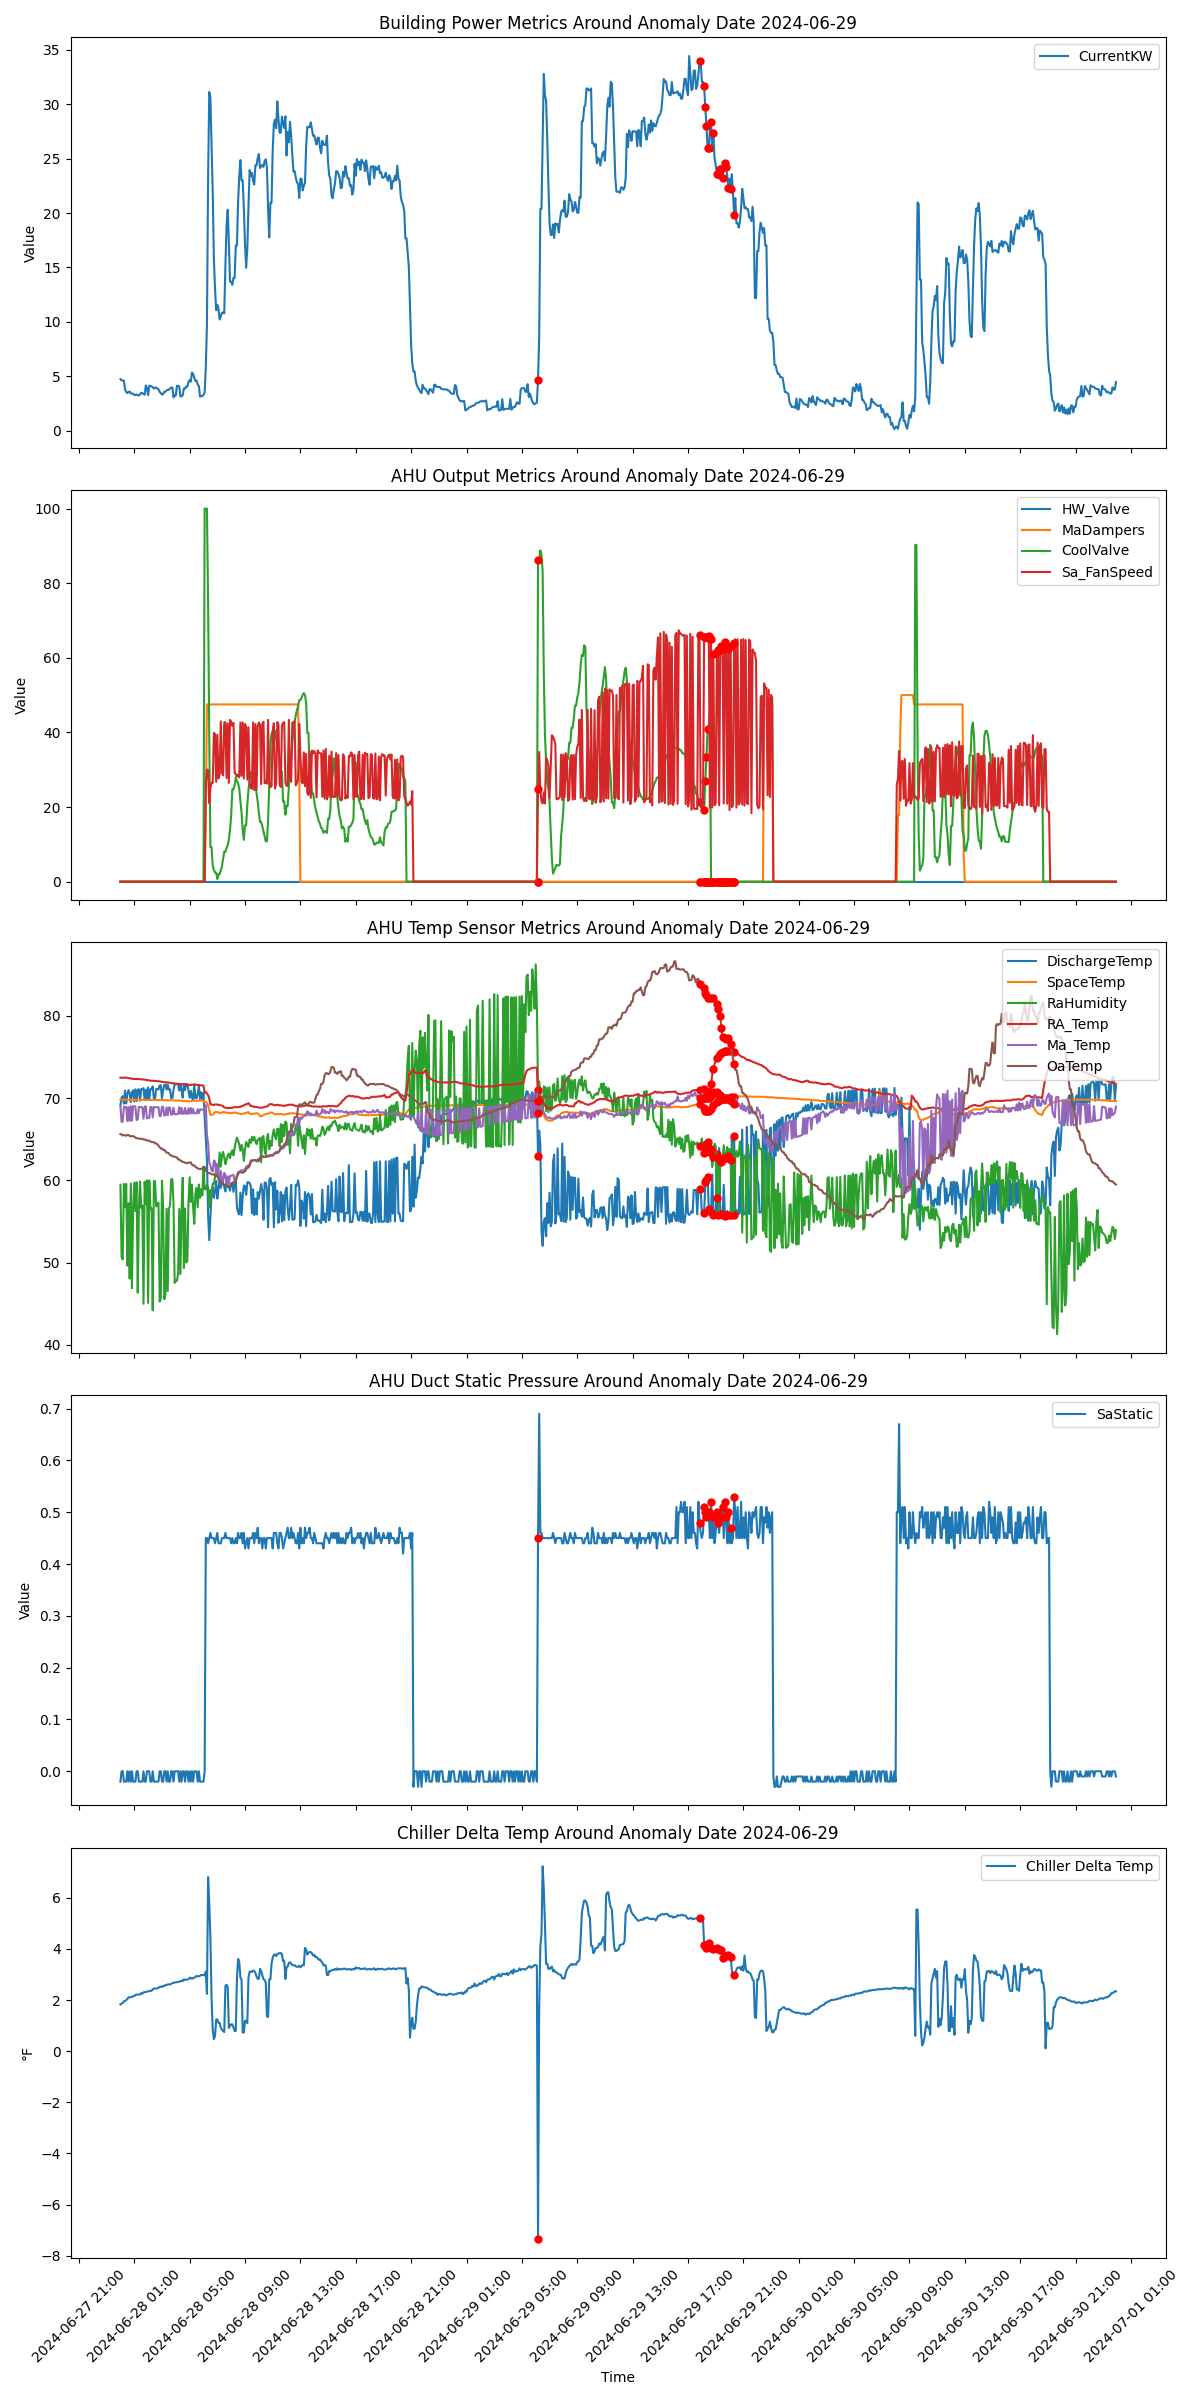 Building Power Metrics Around Anomaly Date 2024-06-29
35
30
25
20
15
10
5
0
Value
CurrentKW
AHU Output Metrics Around Anomaly Date 2024-06-29
100
80
60
40
20
0
Value
HW_Valve
MaDampers
CoolValve
Sa_FanSpeed
AHU Temp Sensor Metrics Around Anomaly Date 2024-06-29
80
70
60
50
40
Value
DischargeTemp
SpaceTemp
RaHumidity
RA_Temp
Ma_Temp
OaTemp
AHU Duct Static Pressure Around Anomaly Date 2024-06-29
0.7
0.6
0.5
0.4
0.3
0.2
0.1
0.0
Value
SaStatic
Chiller Delta Temp Around Anomaly Date 2024-06-29
6
4
2
0
−2
−4
−6
−8
°F
Chiller Delta Temp
2024-06-27 21:00
2024-06-28 01:00
2024-06-28 05:00
2024-06-28 09:00
2024-06-28 13:00
2024-06-28 17:00
2024-06-28 21:00
2024-06-29 01:00
2024-06-29 05:00
2024-06-29 09:00
2024-06-29 13:00
2024-06-29 17:00
2024-06-29 21:00
2024-06-30 01:00
2024-06-30 05:00
2024-06-30 09:00
2024-06-30 13:00
2024-06-30 17:00
2024-06-30 21:00
2024-07-01 01:00
Time